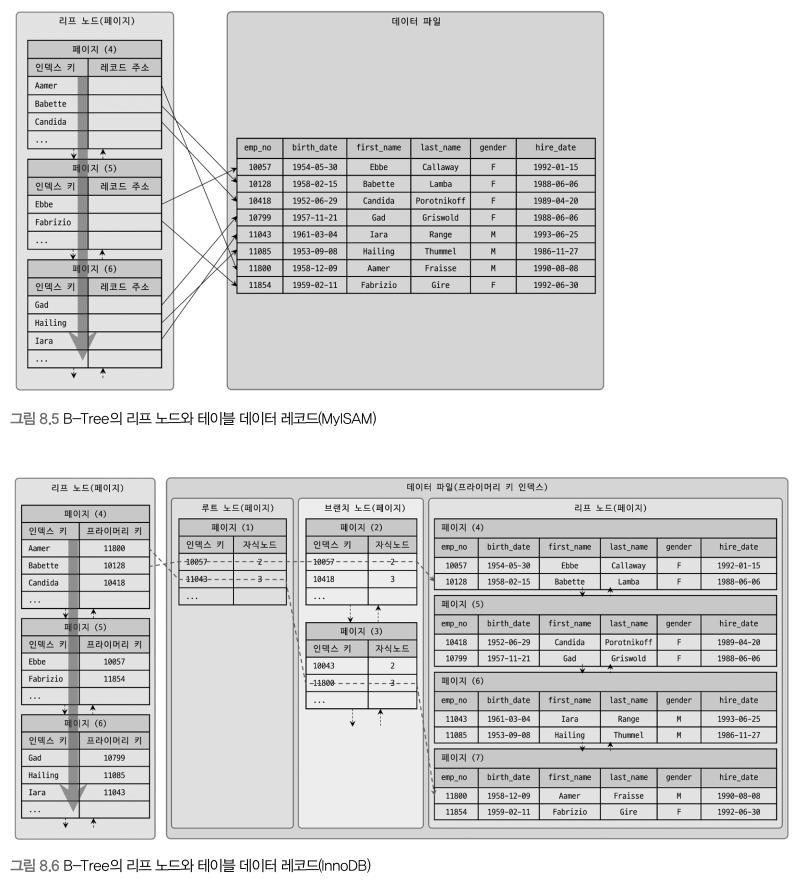 리프 노드(페이지)
페이지 (4)
인덱스 키 레코드 주소
Aamer
Babette
Candida
...
페이지 (5)
인덱스 키 레코드 주소
Ebbe
Fabrizio
...
페이지 (6)
인덱스 키 레코드 주소
Gad
Hailing
Iara
...
데이터 파일
emp_no birth_date first_name last_name gender hire_date
10057 1954-05-30 Ebbe Callaway F 1992-01-15
10128 1958-02-15 Babette Lamba F 1988-06-06
10418 1952-06-29 Candida Porotnikoff F 1989-04-20
10799 1957-11-21 Gad Griswold F 1988-06-06
11043 1961-03-04 Iara Range M 1993-06-25
11085 1953-09-08 Hailing Thummel M 1986-11-27
11800 1958-12-09 Aamer Fraisse M 1990-08-08
11854 1959-02-11 Fabrizio Gire F 1992-06-30
그림 8.5 B-Tree의 리프 노드와 테이블 데이터 레코드(MyISAM)
리프 노드(페이지)
페이지 (4)
인덱스 키 프라이머리 키
Aamer 11800
Babette 10128
Candida 10418
...
페이지 (5)
인덱스 키 프라이머리 키
Ebbe 10057
Fabrizio 11854
...
페이지 (6)
인덱스 키 프라이머리 키
Gad 10799
Hailing 11085
Iara 11043
...
데이터 파일(프라이머리 키 인덱스)
루트 노드(페이지)
페이지 (1)
인덱스 키 자식노드
10057 2
11043 3
...
브랜치 노드(페이지)
페이지 (2)
인덱스 키 자식노드
10057 2
10418 3
...
페이지 (3)
인덱스 키 자식노드
10043 2
11800 3
...
리프 노드(페이지)
페이지 (4)
emp_no birth_date first_name last_name gender hire_date
10057 1954-05-30 Ebbe Callaway F 1992-01-15
10128 1958-02-15 Babette Lamba F 1988-06-06
페이지 (5)
emp_no birth_date first_name last_name gender hire_date
10418 1952-06-29 Candida Porotnikoff F 1989-04-20
10799 1957-11-21 Gad Griswold F 1988-06-06
페이지 (6)
emp_no birth_date first_name last_name gender hire_date
11043 1961-03-04 Iara Range M 1993-06-25
11085 1953-09-08 Hailing Thummel M 1986-11-27
페이지 (7)
emp_no birth_date first_name last_name gender hire_date
11800 1958-12-09 Aamer Fraisse M 1990-08-08
11854 1959-02-11 Fabrizio Gire F 1992-06-30
그림 8.6 B-Tree의 리프 노드와 테이블 데이터 레코드(InnoDB)